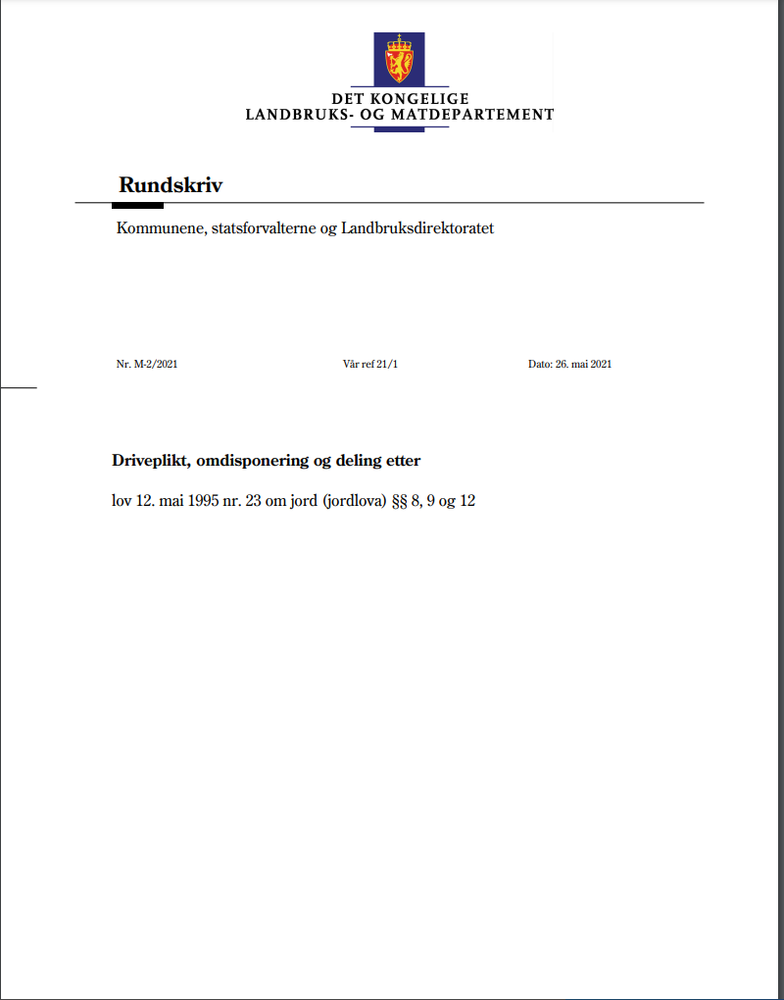 DET KONGELIGE
LANDBRUKS- OG MATDEPARTEMENT
Rundskriv
Kommunene, statsforvalterne og Landbruksdirektoratet
Nr. M-2/2021 Vår ref 21/1 Dato: 26. mai 2021
Driveplikt, omdisponering og deling etter
lov 12. mai 1995 nr. 23 om jord (jordlova) §§ 8, 9 og 12